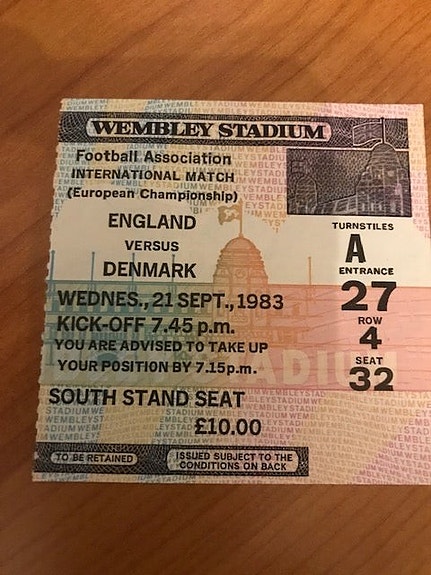 WEMBLEY STADIUM
Football Association
INTERNATIONAL MATCH
(European Championship)
ENGLAND
VERSUS
DENMARK
WEDNES., 21 SEPT., 1983
KICK-OFF 7.45 p.m.
YOU ARE ADVISED TO TAKE UP
YOUR POSITION BY 7.15p.m.
SOUTH STAND SEAT
£10.00
TURNSTILES
A
ENTRANCE
27
ROW
4
SEAT
32
TO BE RETAINED
ISSUED SUBJECT TO THE
CONDITIONS ON BACK